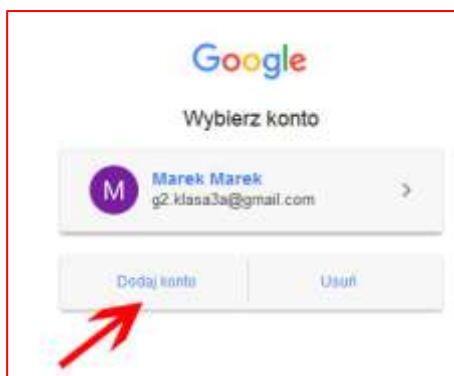 Google
Wybierz konto
M
Marek Marek
g2.klasa3a@gmail.com
Dodaj konto
Usuń